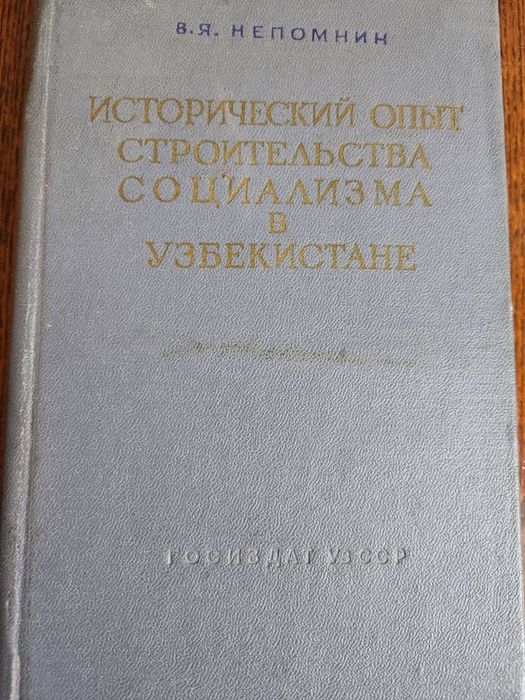 В.Я. НЕПОМНИН
ИСТОРИЧЕСКИЙ ОПЫТ
СТРОИТЕЛЬСТВА
СОЦИАЛИЗМА
В
УЗБЕКИСТАНЕ
ГОСИЗДАТ УзССР